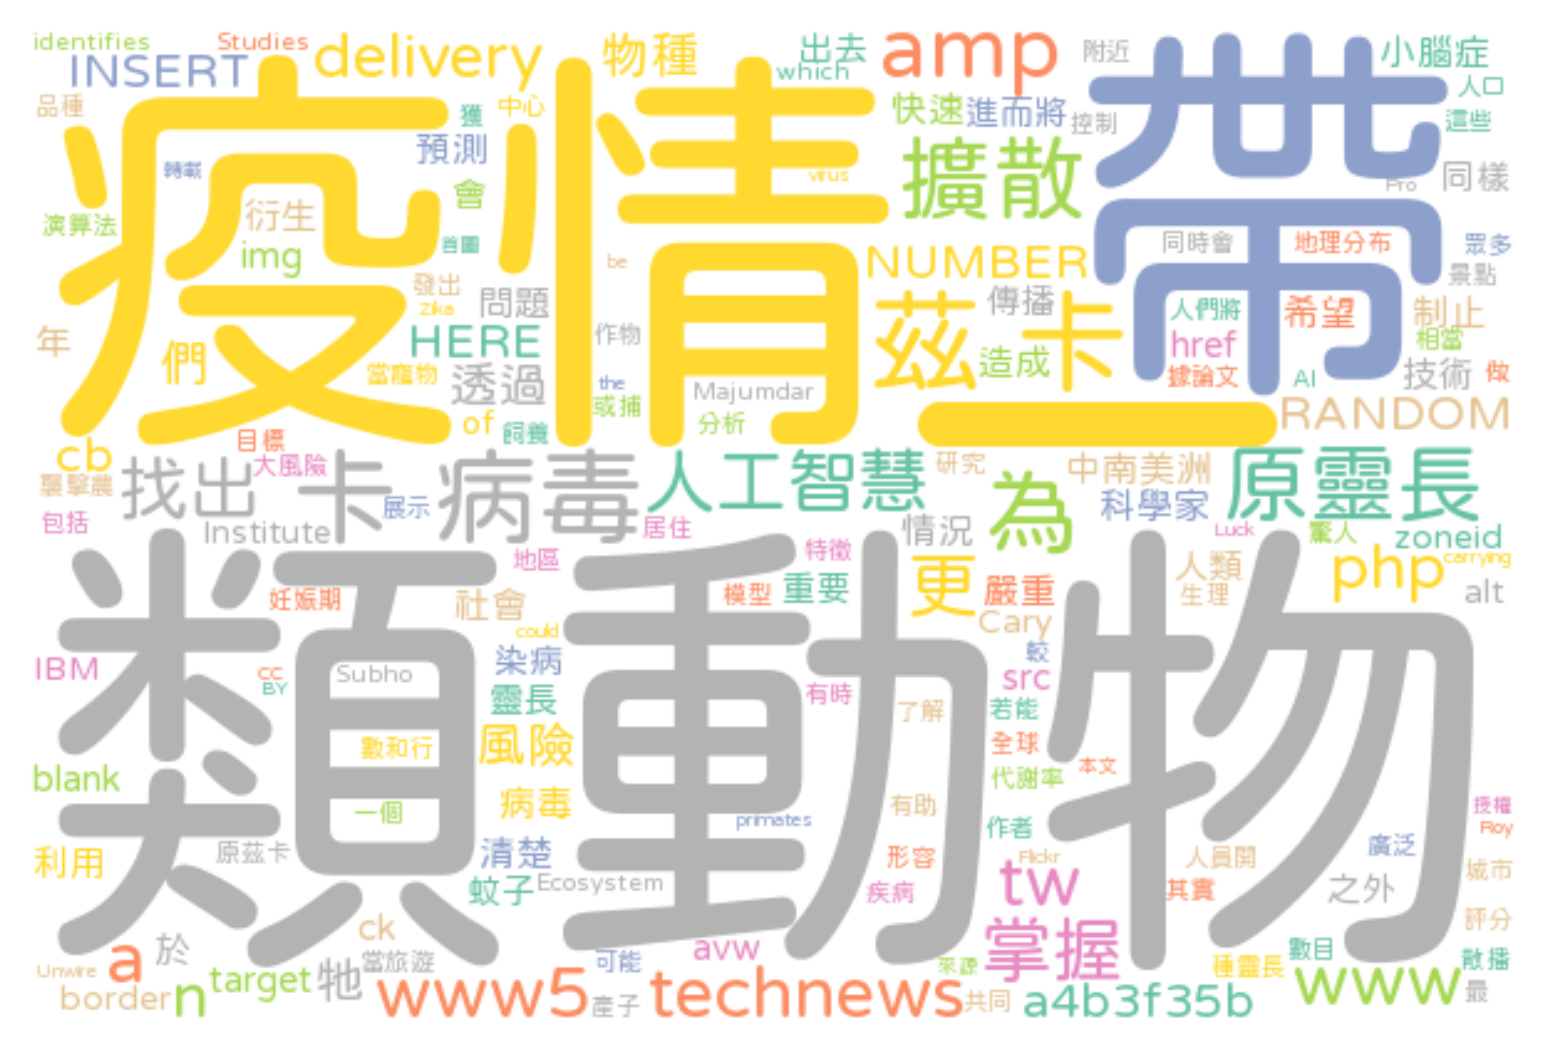 identifies
Studies
delivery
物種
出去
which
amp
附近
小腦症
INSERT
人口
品種
獲
中心
快速
進而將
控制
這些
疫情
帶
預測
轉載
virus
擴散
Pro
同樣
會
演算法
衍生
img
首圖
be
NUMBER
同時會
地理分布
眾多
景點
發出
zika
問題
傳播
人們將
希望
制止
年
HERE
作物
茲卡
造成
href
相當
們
當寵物
透過
the
或捕
Majumdar
據論文
AI
技術
做
一
of
飼養
分析
RANDOM
cb
目標
大風險
找出
卡
病毒
人工智慧
研究
為
中南美洲
原靈長
襲擊農
展示
科學家
包括
Institute
居住
情況
Luck
驚人
zoneid
類動物
地區
特徵
更
嚴重
人類
php
carrying
妊娠期
社會
模型
重要
生理
alt
could
Cary
IBM
cc
BY
Subho
染病
較
src
靈長
有時
了解
若能
數和行
風險
全球
本文
blank
代謝率
一個
病毒
primates
有助
作者
授權
Roy
利用
原茲卡
清楚
形容
Flickr
人員開
廣泛
城市
蚊子
Ecosystem
疾病
tw
其實
之外
ck
掌握
評分
a
於
當旅遊
avw
數目
Unwire
target
牠
可能
來源
種靈長
散播
border
n
www5
產子
technews
共同
a4b3f35b
www
最